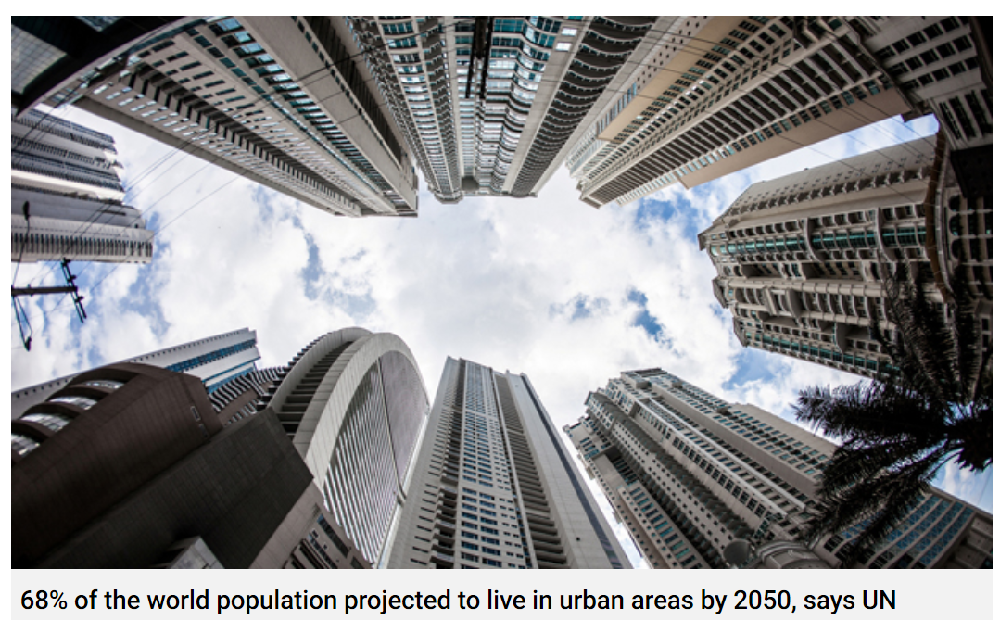 68% of the world population projected to live in urban areas by 2050, says UN